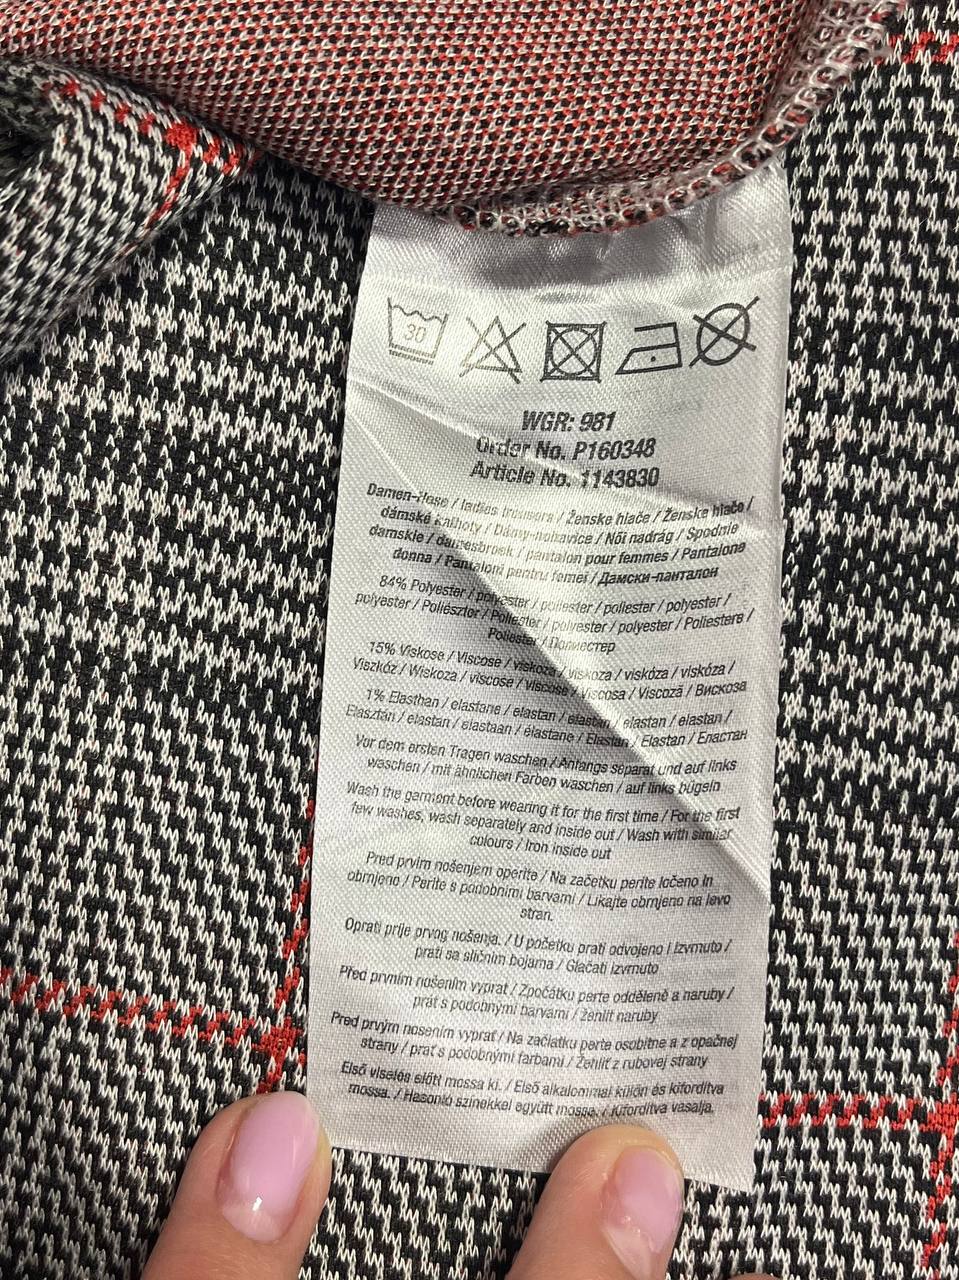 30
WGR: 981
Order No. P160348
Article No. 1143830
Damen-Hose / ladies trousers / Ženske hlače / Ženske hlače /
dámské kalhoty / Dámy-nohavice / Női nadrág / Spodnie
damskie / damesbroek / pantalon pour femmes / Pantalone
donna / Pantaloni pentru femei / Дамски-панталон
84% Polyester / polyester / poliester / poliester / polyester /
polyester / Poliészter / Poliester / polyester / polyester / Poliestere /
Poliester / Полиестер
15% Viskose / Viscose / viskoza / viskoza / viskóza / viskóza /
Viszkóz / Wiskoza / viscose / viscose / Viscosa / Viscoză / Вискоза
1% Elasthan / elastane / elastan / elastan / elastan / elastan /
Elasztán / elastan / elastaan / élastane / Elastan / Elastan / Еластан
Vor dem ersten Tragen waschen / Anfangs separat und auf links
waschen / mit ähnlichen Farben waschen / auf links bügeln
Wash the garment before wearing it for the first time / For the first
few washes, wash separately and inside out / Wash with similar
colours / Iron inside out
Pred prvim nošenjem operite / Na začetku perite ločeno in
obrnjeno / Perite s podobnimi barvami / Likajte obrnjeno na levo
stran.
Oprati prije prvog nošenja. / U početku prati odvojeno i izvrnuto /
prati sa sličnim bojama / Glačati izvrnuto
Před prvním nošením vyprat / Zpočátku perte odděleně a naruby /
prát s podobnými barvami / žehlit naruby
Pred prvým nosením vyprať / Na začiatku perte osobitne a z opačnej
strany / prať s podobnými farbami / Žehliť z rubovej strany
Első viselés előtt mossa ki. / Első alkalommal külön és kifordítva
mossa. / Hasonló színekkel együtt mossa. / Kifordítva vasalja.